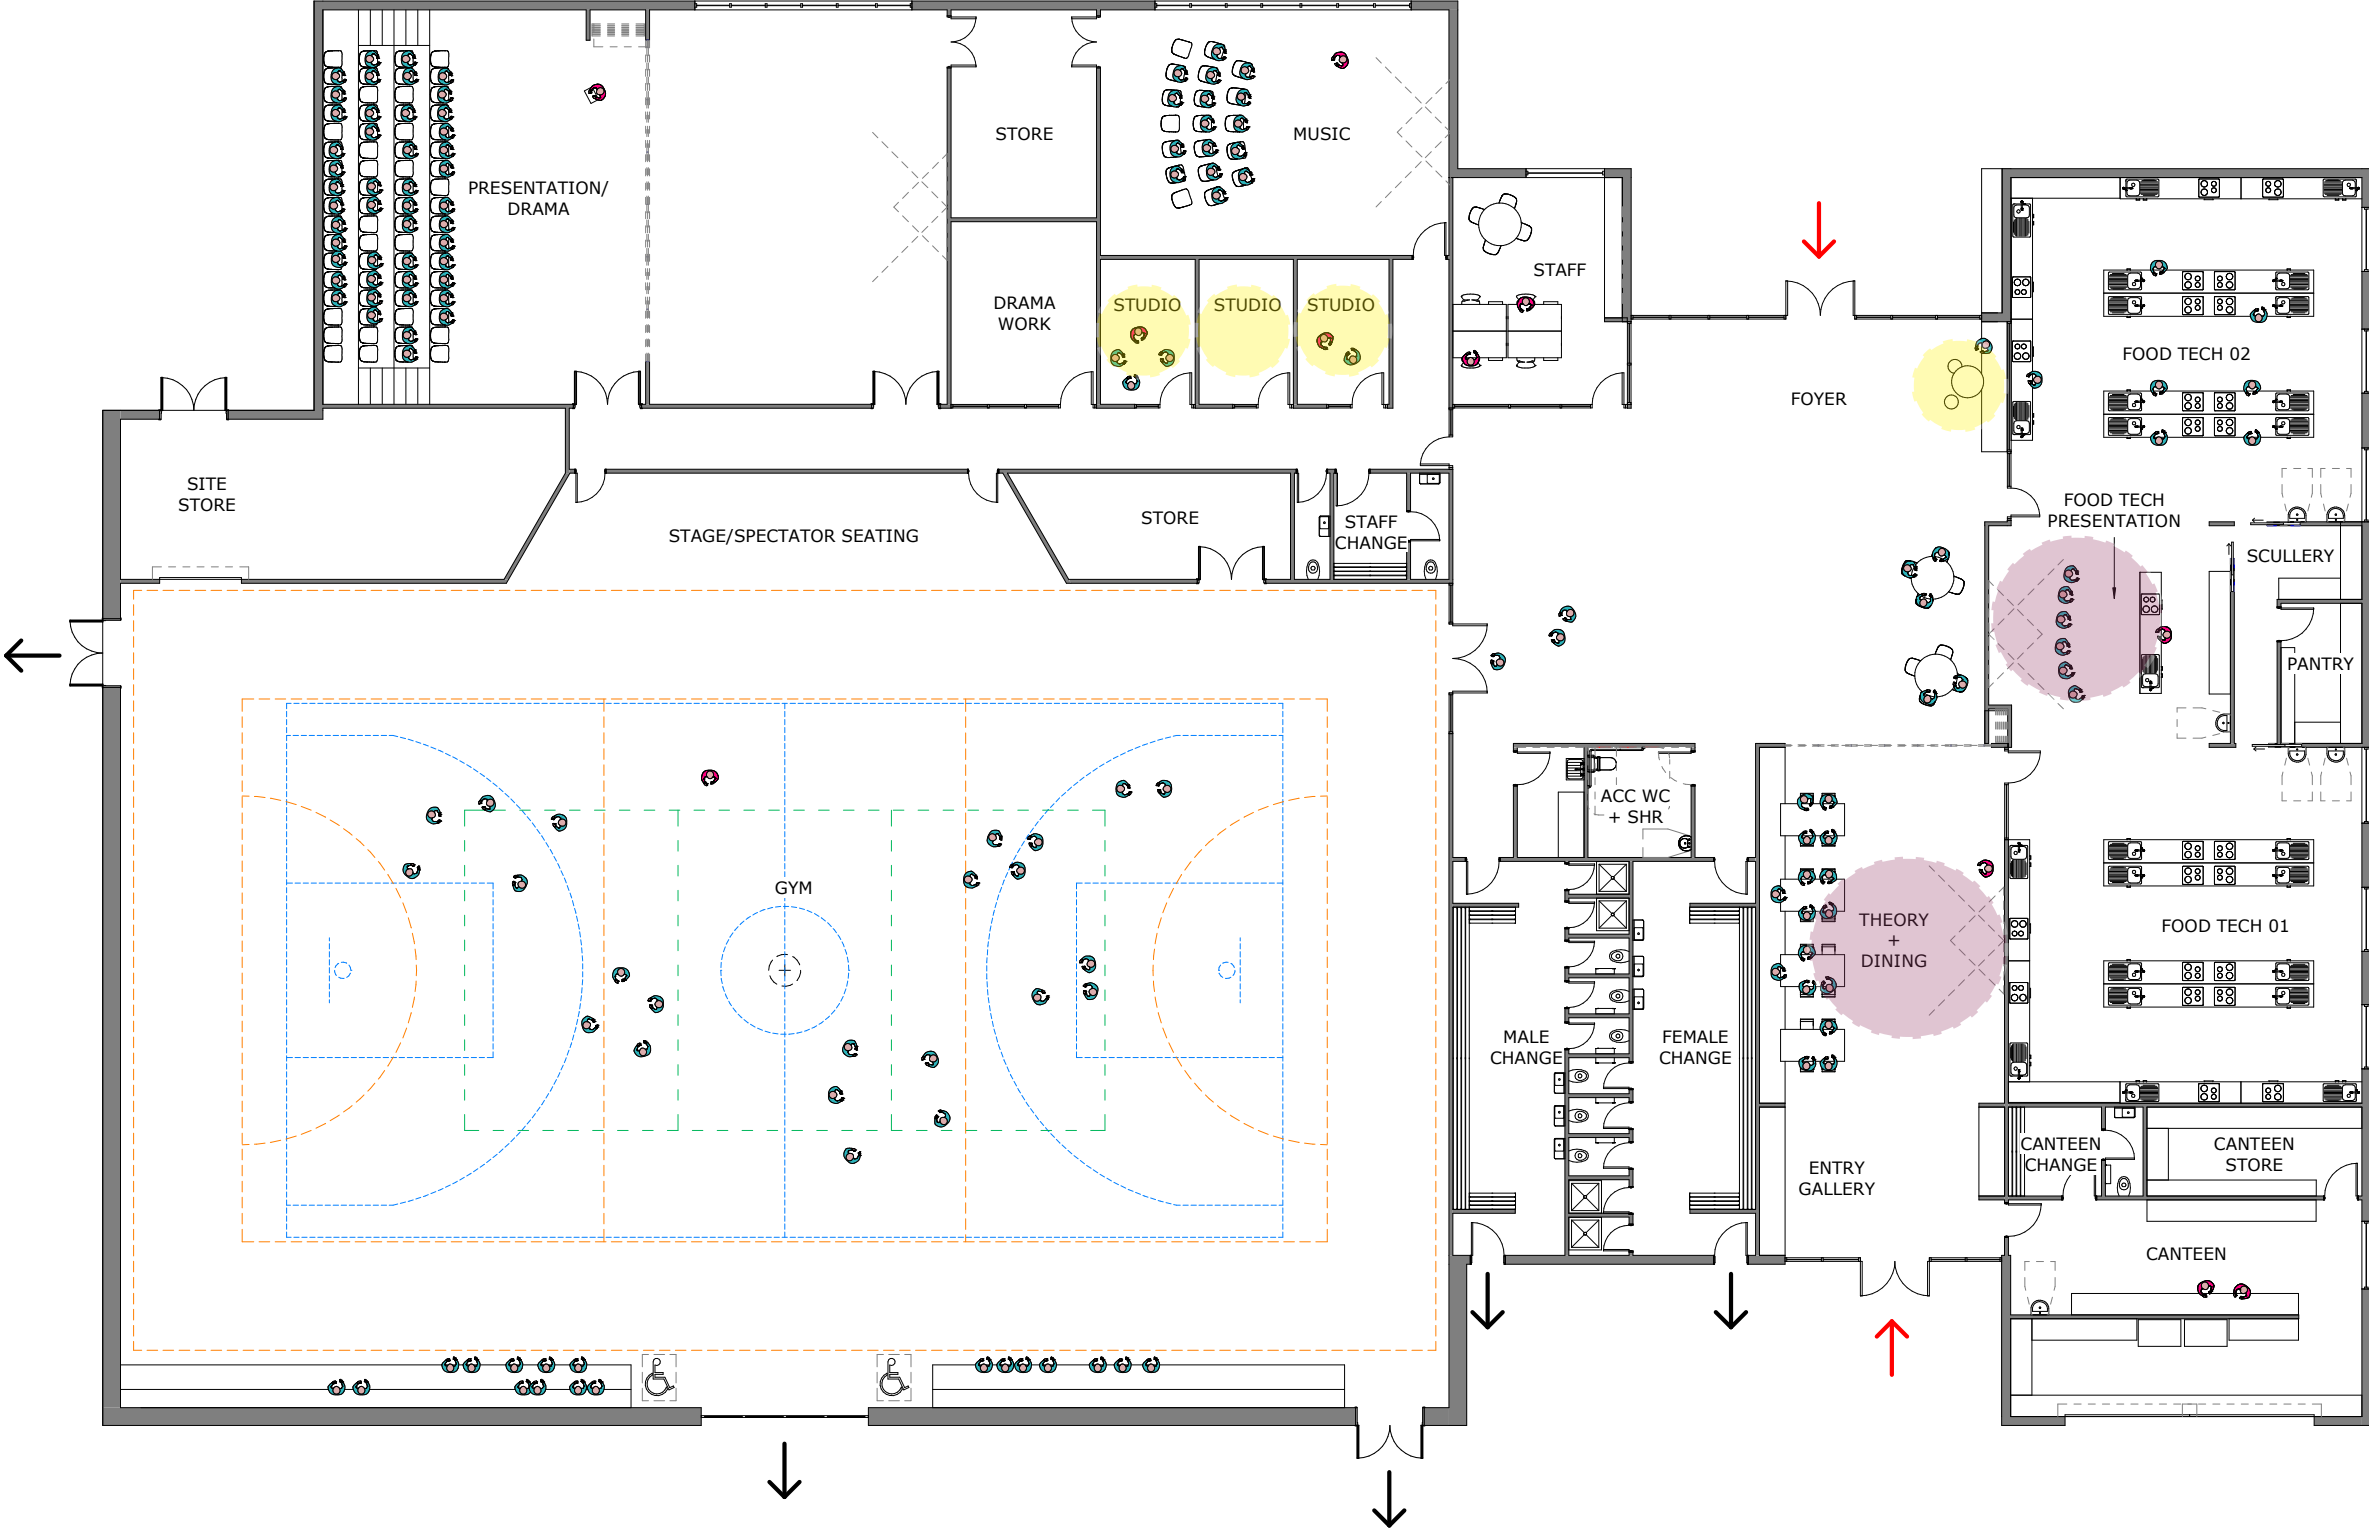 STORE
MUSIC
PRESENTATION/
DRAMA
STAFF
DRAMA
WORK
STUDIO
STUDIO
STUDIO
FOOD TECH 02
FOYER
SITE
STORE
STAGE/SPECTATOR SEATING
STORE
STAFF
CHANGE
FOOD TECH
PRESENTATION
SCULLERY
PANTRY
ACC WC
+ SHR
GYM
THEORY
+
DINING
FOOD TECH 01
MALE
CHANGE
FEMALE
CHANGE
ENTRY
GALLERY
CANTEEN
CHANGE
CANTEEN
STORE
CANTEEN